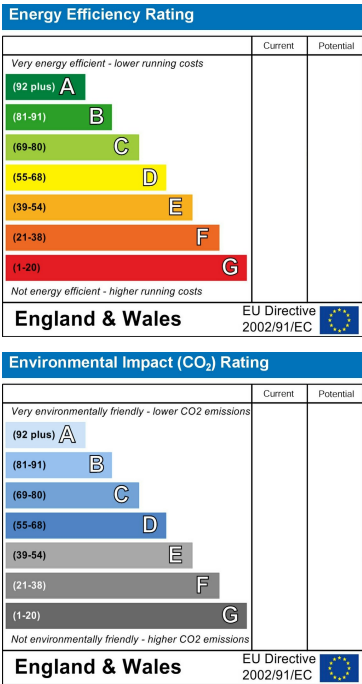 Energy Efficiency Rating
Current Potential
Very energy efficient - lower running costs
(92 plus) A
(81-91) B
(69-80) C
(55-68) D
(39-54) E
(21-38) F
(1-20) G
Not energy efficient - higher running costs
England & Wales
EU Directive
2002/91/EC
Environmental Impact (CO₂) Rating
Current Potential
Very environmentally friendly - lower CO2 emissions
(92 plus) A
(81-91) B
(69-80) C
(55-68) D
(39-54) E
(21-38) F
(1-20) G
Not environmentally friendly - higher CO2 emissions
England & Wales
EU Directive
2002/91/EC